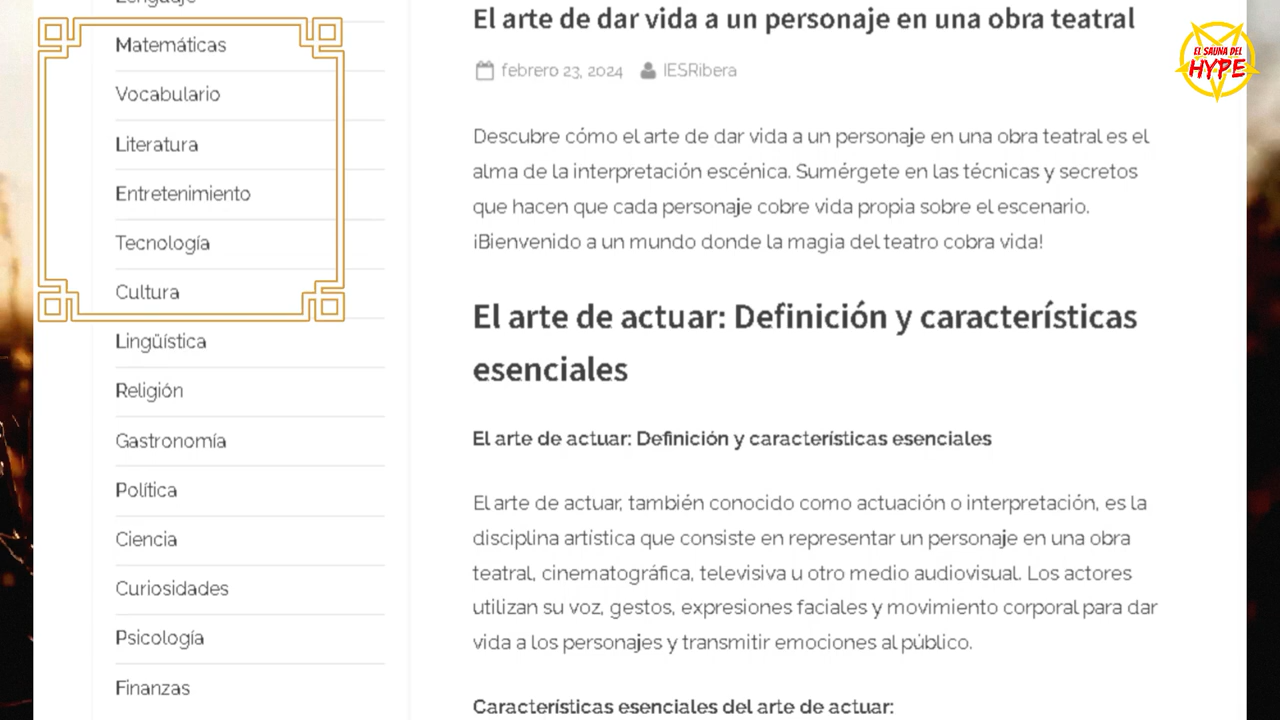 Lenguaje
Matemáticas
Vocabulario
Literatura
Entretenimiento
Tecnología
Cultura
Lingüística
Religión
Gastronomía
Política
Ciencia
Curiosidades
Psicología
Finanzas
El arte de dar vida a un personaje en una obra teatral
febrero 23, 2024 IESRibera
Descubre cómo el arte de dar vida a un personaje en una obra teatral es el
alma de la interpretación escénica. Sumérgete en las técnicas y secretos
que hacen que cada personaje cobre vida propia sobre el escenario.
¡Bienvenido a un mundo donde la magia del teatro cobra vida!
El arte de actuar: Definición y características
esenciales
El arte de actuar: Definición y características esenciales
El arte de actuar, también conocido como actuación o interpretación, es la
disciplina artística que consiste en representar un personaje en una obra
teatral, cinematográfica, televisiva u otro medio audiovisual. Los actores
utilizan su voz, gestos, expresiones faciales y movimiento corporal para dar
vida a los personajes y transmitir emociones al público.
Características esenciales del arte de actuar:
EL SAUNA DEL
HYPE